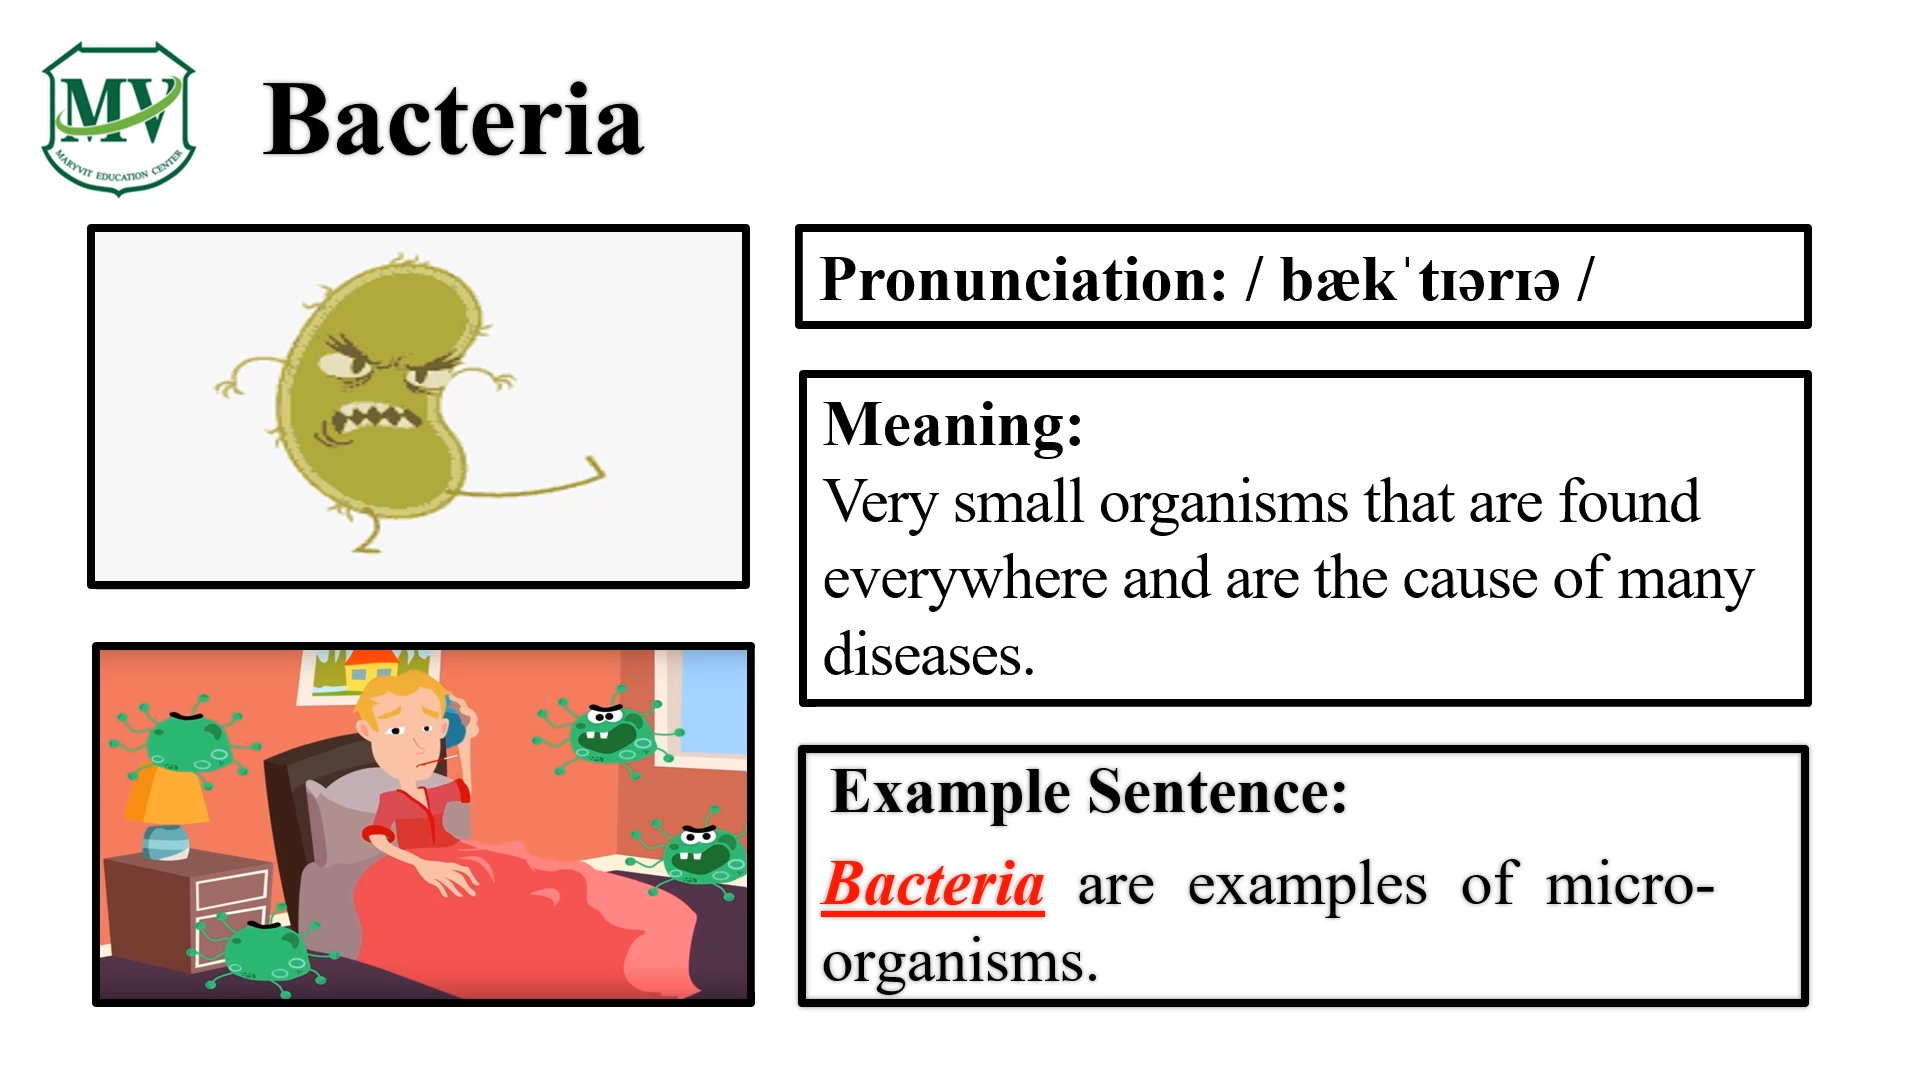 MV
MARYVIT EDUCATION CENTER
Bacteria
Pronunciation: / bækˈtɪərɪə /
Meaning:
Very small organisms that are found
everywhere and are the cause of many
diseases.
Example Sentence:
Bacteria are examples of micro-
organisms.